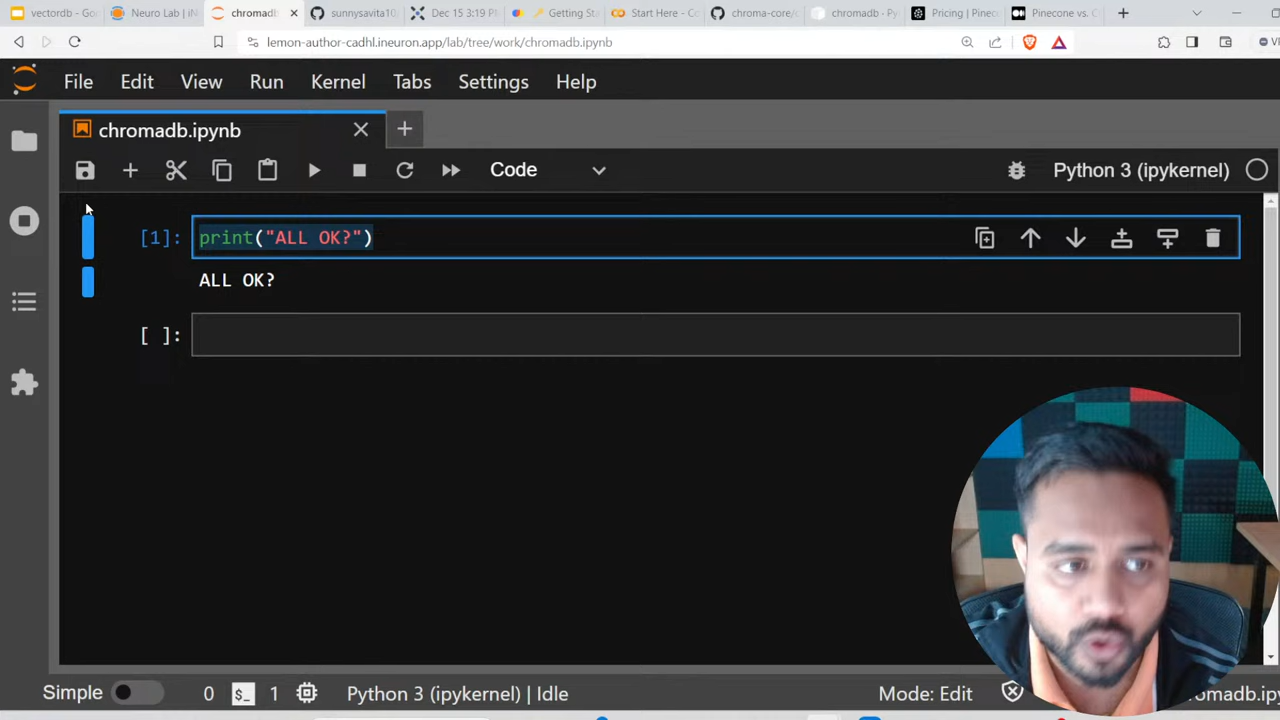 vectordb - Go
Neuro Lab | iN
chromadb
sunnysavita10
Dec 15 3:19 P
Getting Sta
Start Here - Co
chroma-core/c
chromadb · Py
Pricing | Pinec
Pinecone vs. C
lemon-author-cadhl.ineuron.app/lab/tree/work/chromadb.ipynb
File Edit View Run Kernel Tabs Settings Help
chromadb.ipynb
Code
Python 3 (ipykernel)
[1]: print("ALL OK?")
ALL OK?
[ ]:
Simple 0 $_ 1 Python 3 (ipykernel) | Idle Mode: Edit